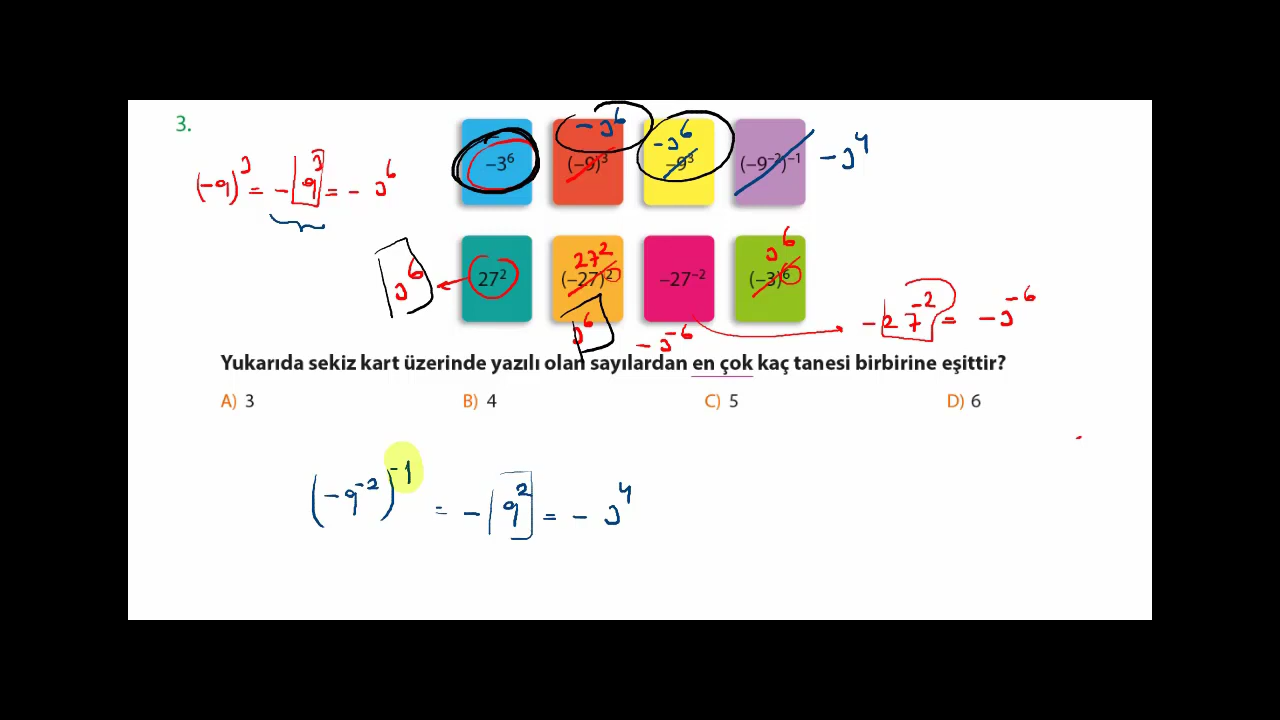 3.
−3⁶ (−9)³ −9³ (−9⁻²)⁻¹
−3⁶ −3⁶ −3⁴
(−9)³ = −9³ = −3⁶
27² (−27)² −27⁻² (−3)⁶
3⁶ 27² 3⁶
3⁶ −3⁻⁶ −27⁻² = −3⁻⁶
Yukarıda sekiz kart üzerinde yazılı olan sayılardan en çok kaç tanesi birbirine eşittir?
A) 3 B) 4 C) 5 D) 6
(−9⁻²)⁻¹ = −9² = −3⁴